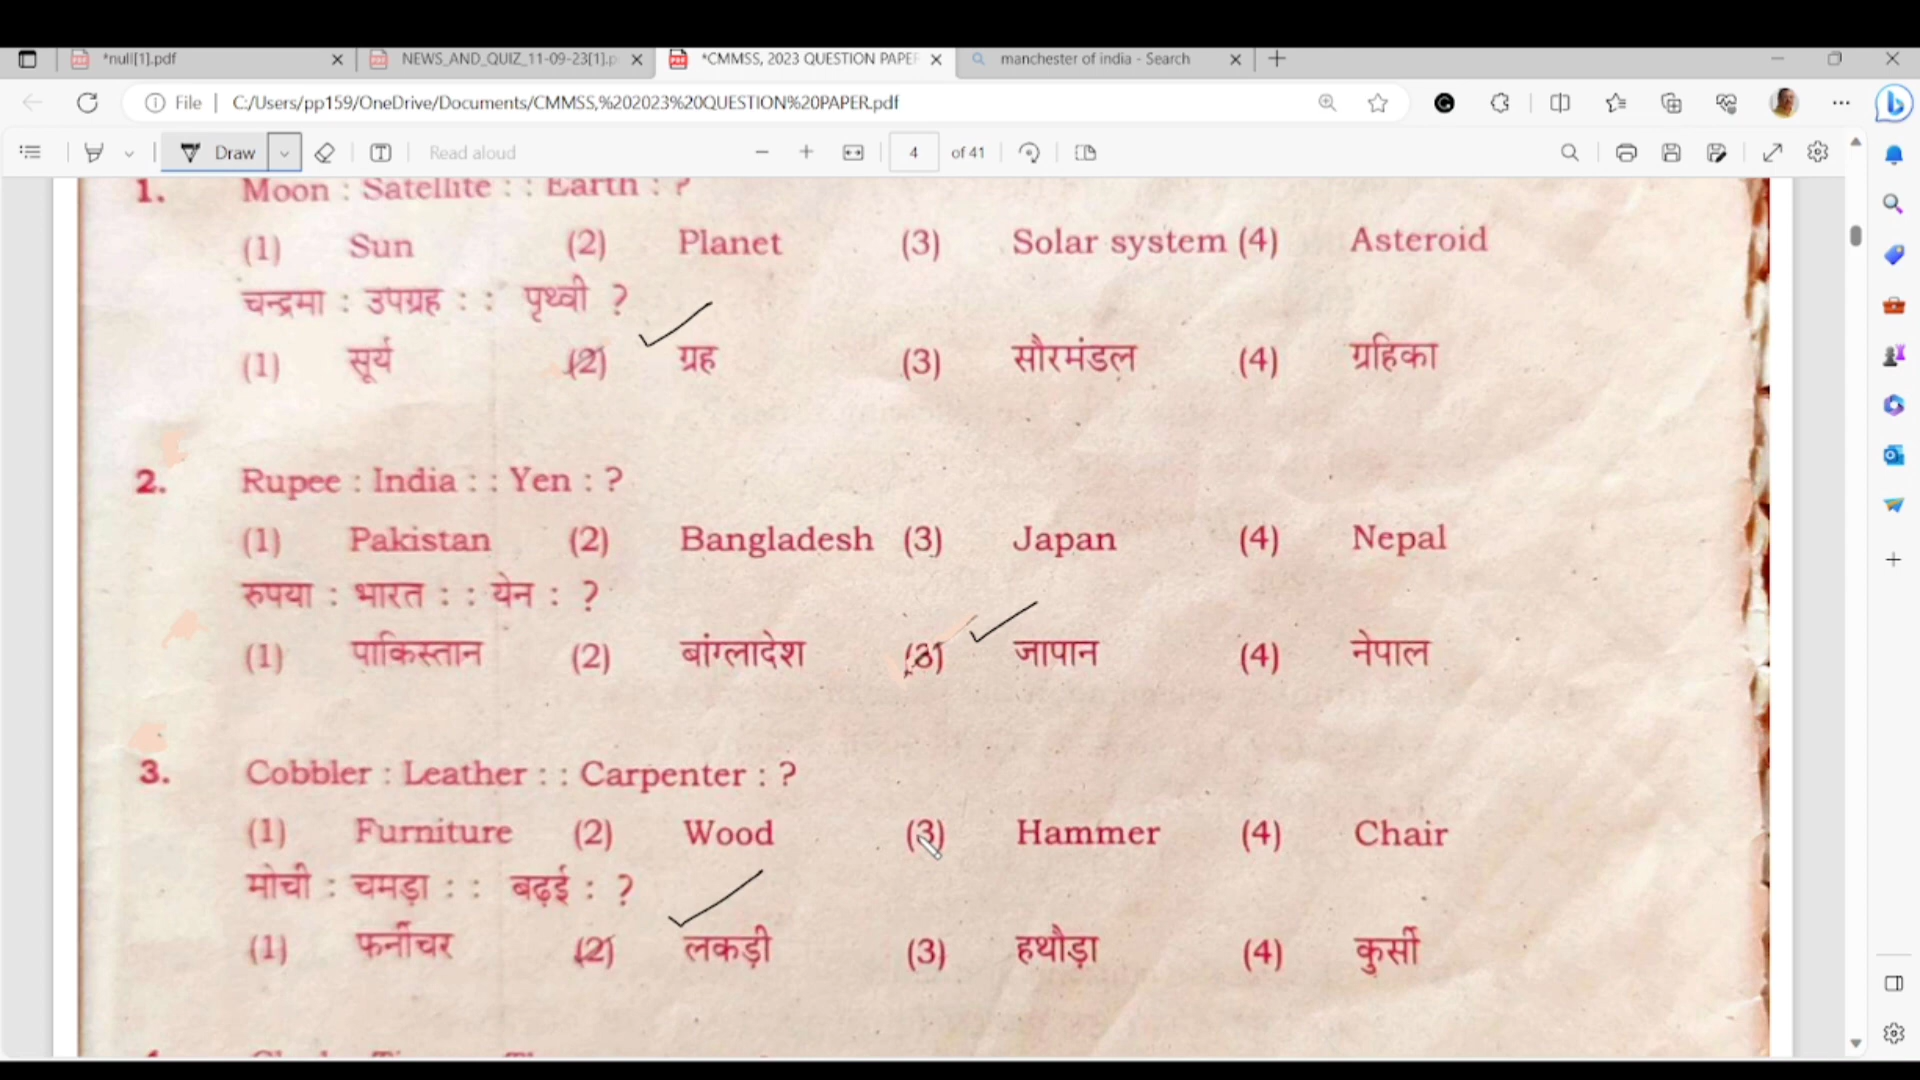 *null[1].pdf
NEWS_AND_QUIZ_11-09-23[1].p
*CMMSS, 2023 QUESTION PAPER
manchester of india - Search
File
C:/Users/pp159/OneDrive/Documents/CMMSS,%202023%20QUESTION%20PAPER.pdf
Draw
Read aloud
4 of 41
1. Moon : Satellite : : Earth : ?
(1) Sun (2) Planet (3) Solar system (4) Asteroid
चन्द्रमा : उपग्रह : : पृथ्वी ?
(1) सूर्य (2) ग्रह (3) सौरमंडल (4) ग्रहिका
2. Rupee : India : : Yen : ?
(1) Pakistan (2) Bangladesh (3) Japan (4) Nepal
रुपया : भारत : : येन : ?
(1) पाकिस्तान (2) बांग्लादेश (3) जापान (4) नेपाल
3. Cobbler : Leather : : Carpenter : ?
(1) Furniture (2) Wood (3) Hammer (4) Chair
मोची : चमड़ा : : बढ़ई : ?
(1) फर्नीचर (2) लकड़ी (3) हथौड़ा (4) कुर्सी